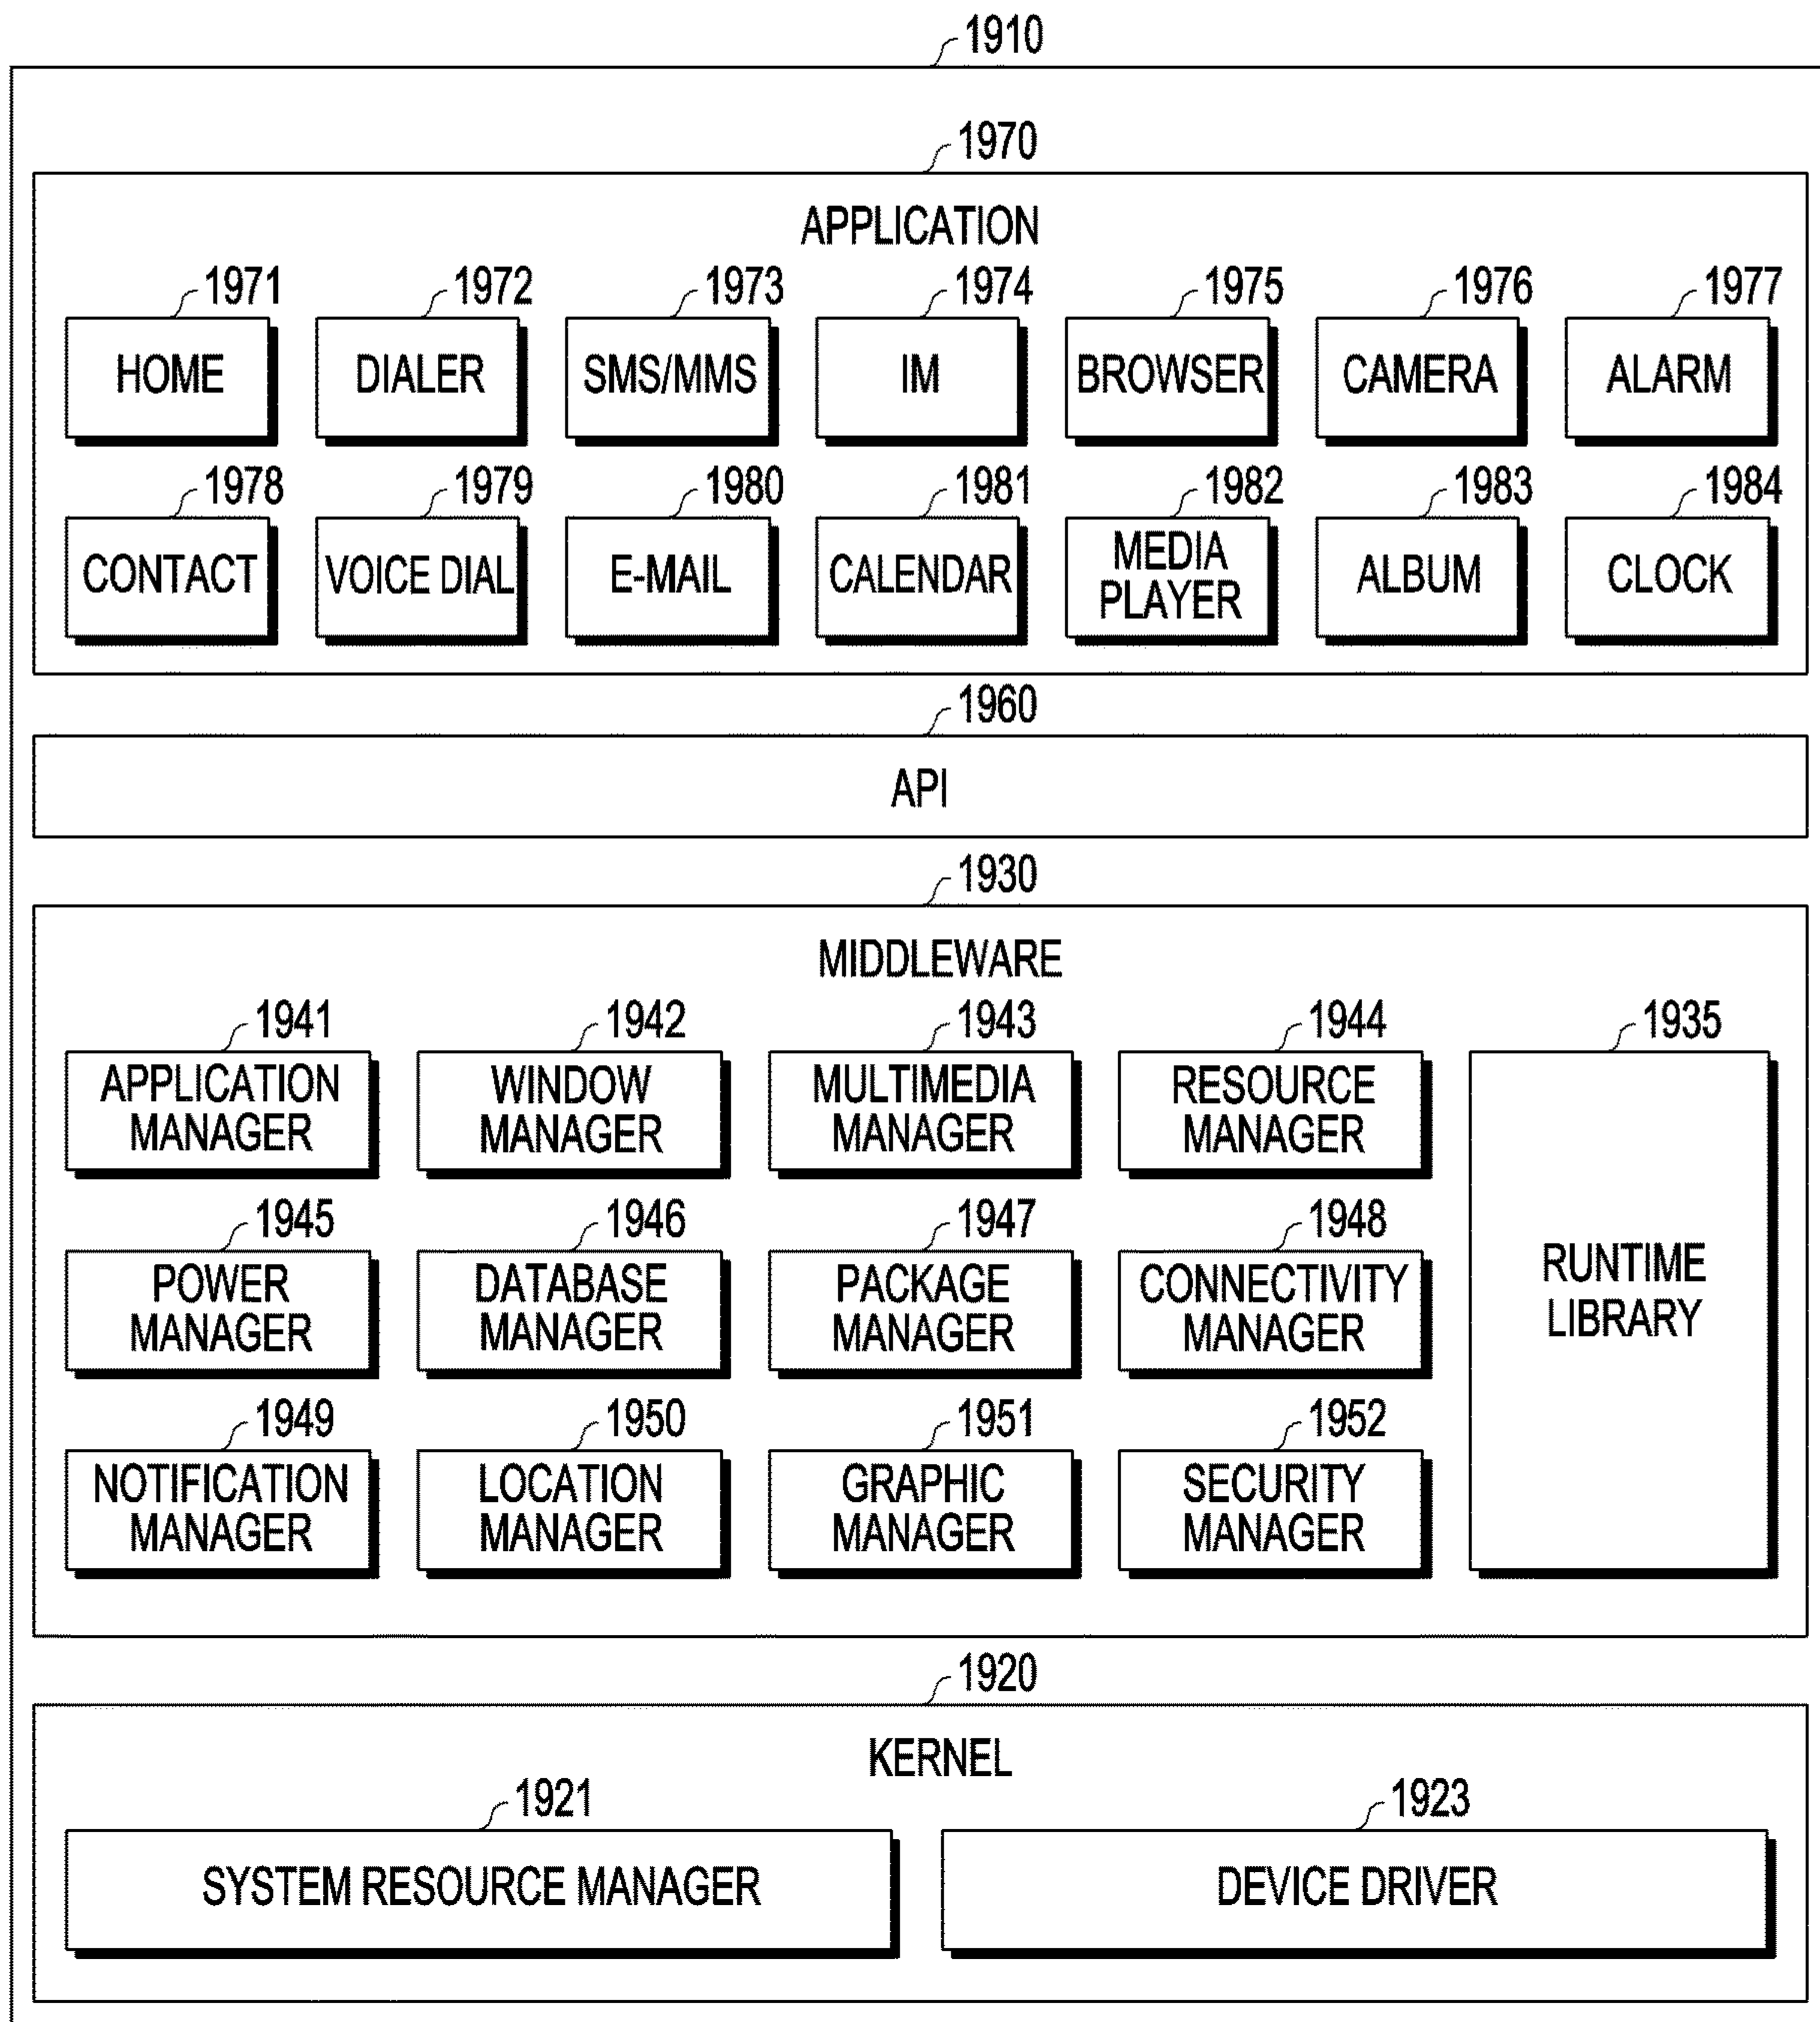 1910
1970
APPLICATION
1971 1972 1973 1974 1975 1976 1977
HOME DIALER SMS/MMS IM BROWSER CAMERA ALARM
1978 1979 1980 1981 1982 1983 1984
CONTACT VOICE DIAL E-MAIL CALENDAR MEDIA PLAYER ALBUM CLOCK
1960
API
1930
MIDDLEWARE
1941 1942 1943 1944 1935
APPLICATION WINDOW MULTIMEDIA RESOURCE
MANAGER MANAGER MANAGER MANAGER
1945 1946 1947 1948
POWER DATABASE PACKAGE CONNECTIVITY RUNTIME
MANAGER MANAGER MANAGER MANAGER LIBRARY
1949 1950 1951 1952
NOTIFICATION LOCATION GRAPHIC SECURITY
MANAGER MANAGER MANAGER MANAGER
1920
KERNEL
1921 1923
SYSTEM RESOURCE MANAGER DEVICE DRIVER